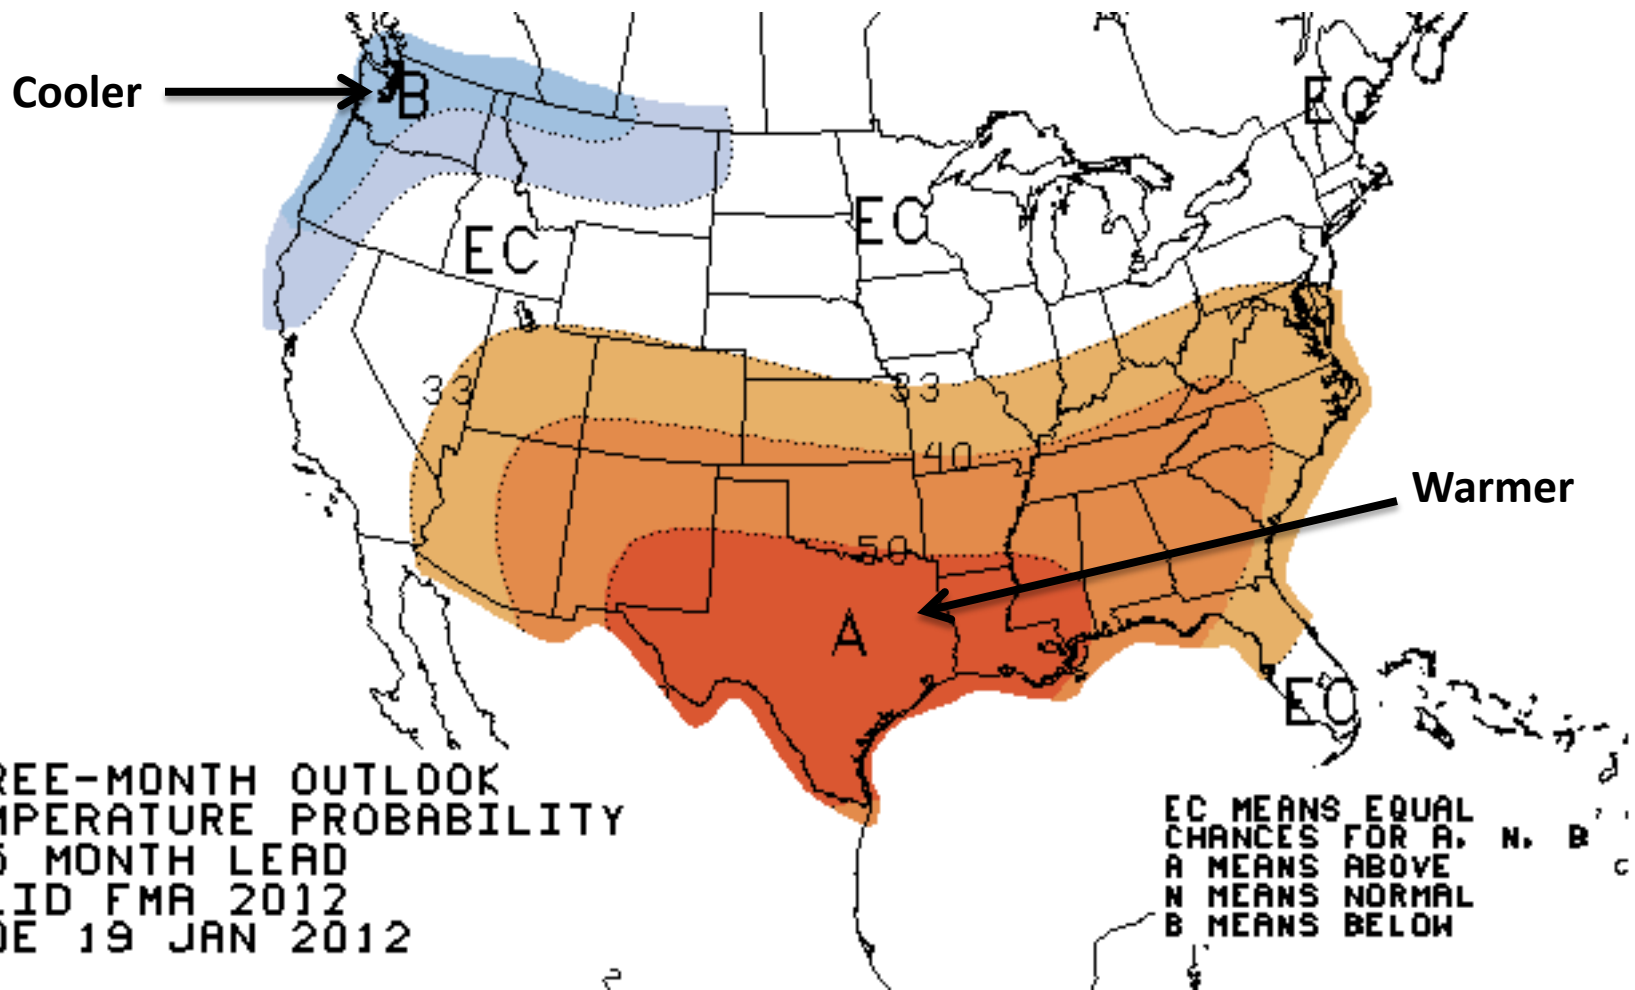 Cooler
B
EC
EC
EC
33
33
40
50
Warmer
A
EC
REE-MONTH OUTLOOK
MPERATURE PROBABILITY
5 MONTH LEAD
LID FMA 2012
DE 19 JAN 2012
EC MEANS EQUAL
CHANCES FOR A, N, B
A MEANS ABOVE
N MEANS NORMAL
B MEANS BELOW